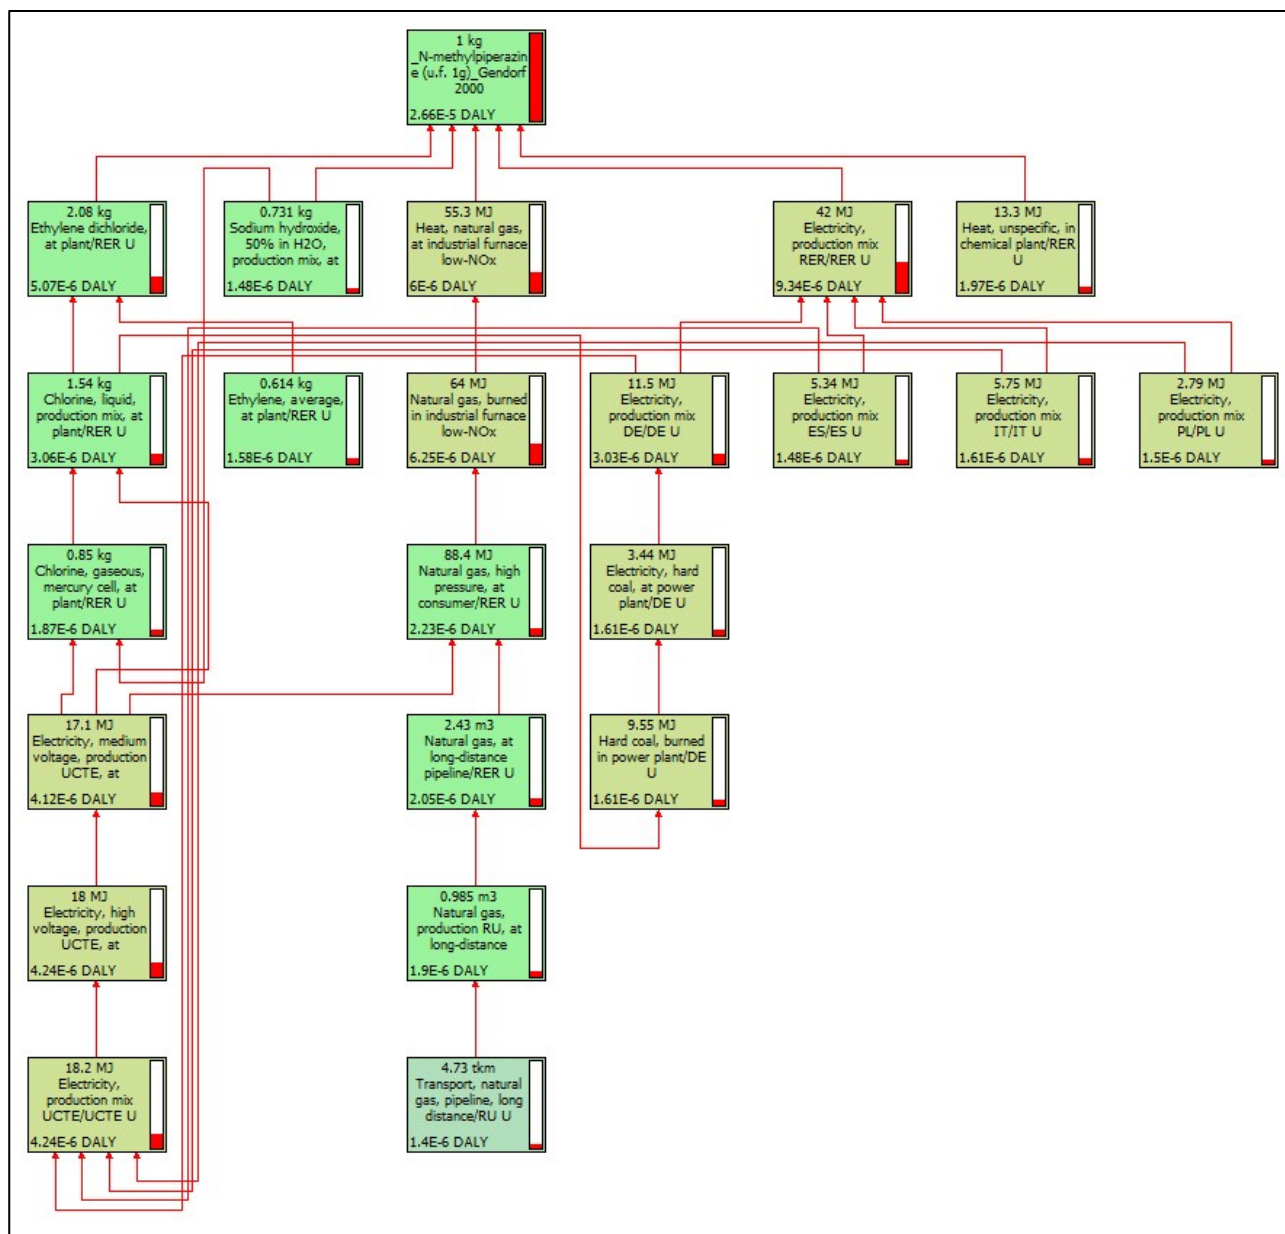 1 kg
_N-methylpiperazin
e (u.f. 1g)_Gendorf
2000
2.66E-5 DALY
2.08 kg
Ethylene dichloride,
at plant/RER U
5.07E-6 DALY
0.731 kg
Sodium hydroxide,
50% in H2O,
production mix, at
1.48E-6 DALY
55.3 MJ
Heat, natural gas,
at industrial furnace
low-NOx
6E-6 DALY
42 MJ
Electricity,
production mix
RER/RER U
9.34E-6 DALY
13.3 MJ
Heat, unspecific, in
chemical plant/RER
U
1.97E-6 DALY
1.54 kg
Chlorine, liquid,
production mix, at
plant/RER U
3.06E-6 DALY
0.614 kg
Ethylene, average,
at plant/RER U
1.58E-6 DALY
64 MJ
Natural gas, burned
in industrial furnace
low-NOx
6.25E-6 DALY
11.5 MJ
Electricity,
production mix
DE/DE U
3.03E-6 DALY
5.34 MJ
Electricity,
production mix
ES/ES U
1.48E-6 DALY
5.75 MJ
Electricity,
production mix
IT/IT U
1.61E-6 DALY
2.79 MJ
Electricity,
production mix
PL/PL U
1.5E-6 DALY
0.85 kg
Chlorine, gaseous,
mercury cell, at
plant/RER U
1.87E-6 DALY
88.4 MJ
Natural gas, high
pressure, at
consumer/RER U
2.23E-6 DALY
3.44 MJ
Electricity, hard
coal, at power
plant/DE U
1.61E-6 DALY
17.1 MJ
Electricity, medium
voltage, production
UCTE, at
4.12E-6 DALY
2.43 m3
Natural gas, at
long-distance
pipeline/RER U
2.05E-6 DALY
9.55 MJ
Hard coal, burned
in power plant/DE
U
1.61E-6 DALY
18 MJ
Electricity, high
voltage, production
UCTE, at
4.24E-6 DALY
0.985 m3
Natural gas,
production RU, at
long-distance
1.9E-6 DALY
18.2 MJ
Electricity,
production mix
UCTE/UCTE U
4.24E-6 DALY
4.73 tkm
Transport, natural
gas, pipeline, long
distance/RU U
1.4E-6 DALY